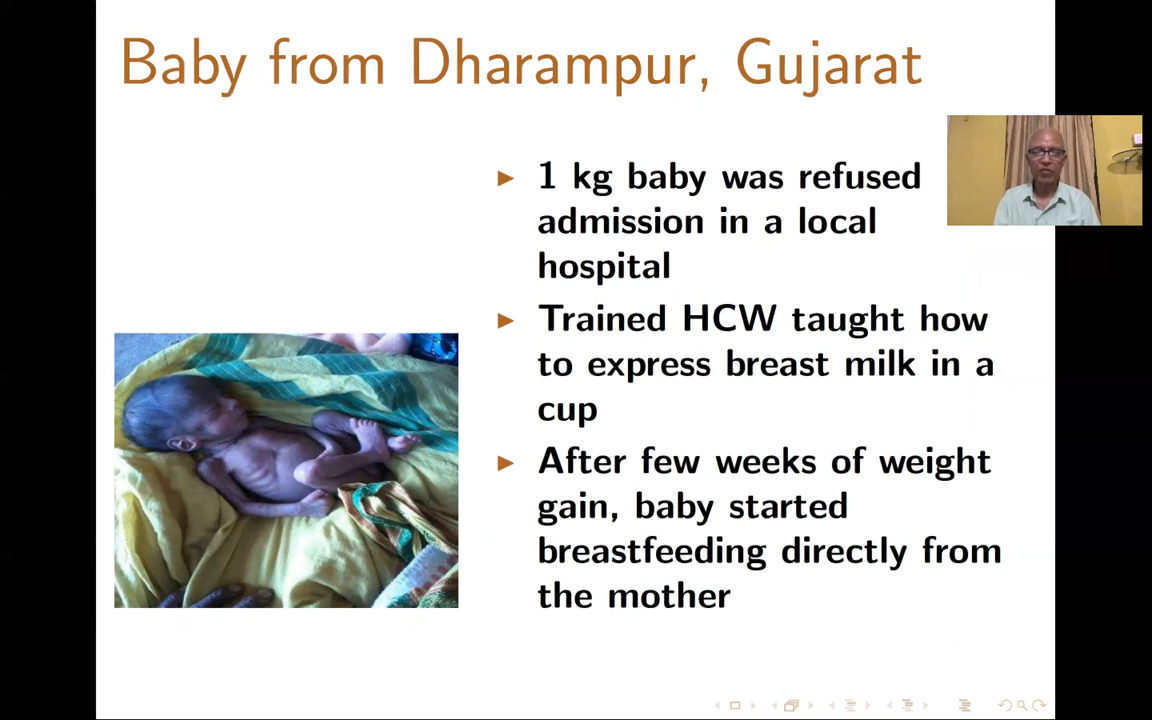 Baby from Dharampur, Gujarat
1 kg baby was refused
admission in a local
hospital
Trained HCW taught how
to express breast milk in a
cup
After few weeks of weight
gain, baby started
breastfeeding directly from
the mother